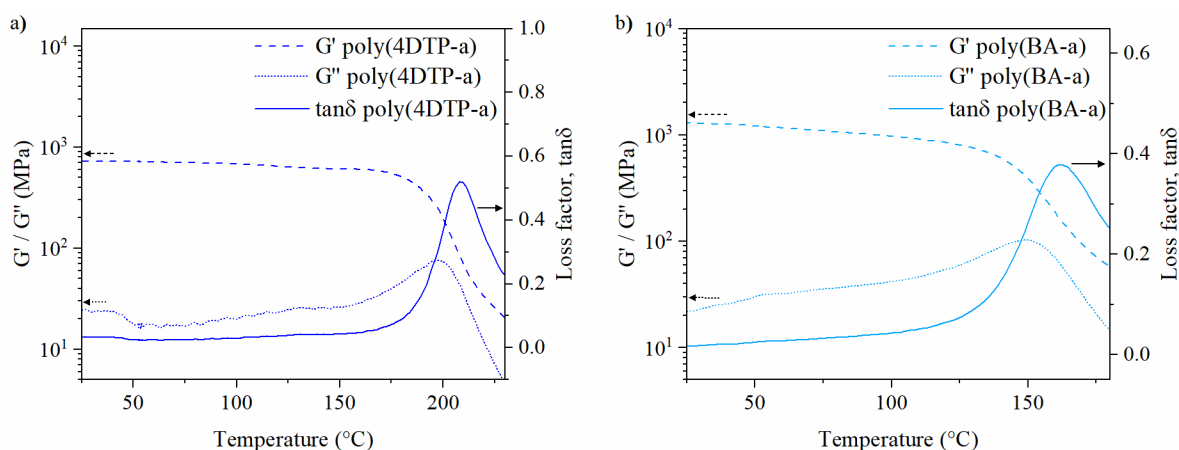 a)
G' poly(4DTP-a)
G'' poly(4DTP-a)
tanδ poly(4DTP-a)
G' / G'' (MPa)
10⁴
10³
10²
10¹
Loss factor, tanδ
1.0
0.8
0.6
0.4
0.2
0.0
50
100
150
200
Temperature (°C)
b)
G' poly(BA-a)
G'' poly(BA-a)
tanδ poly(BA-a)
G' / G'' (MPa)
10⁴
10³
10²
10¹
Loss factor, tanδ
0.6
0.4
0.2
0.0
50
100
150
Temperature (°C)